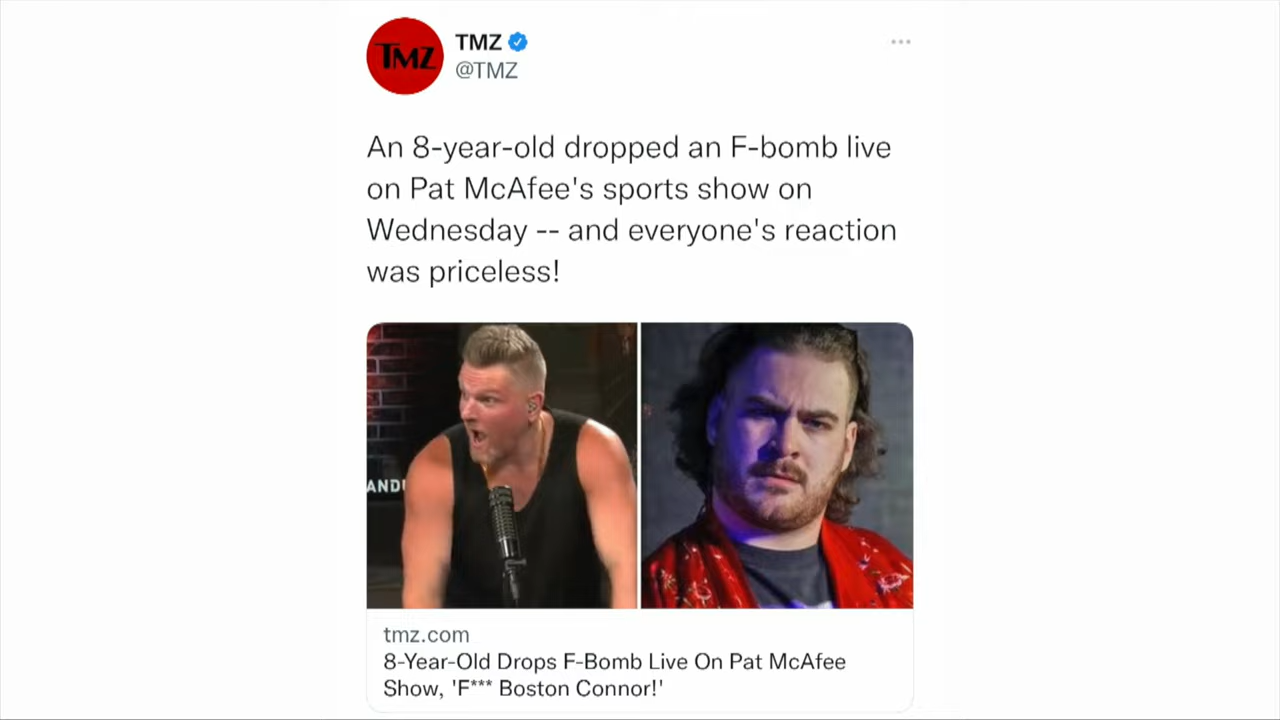 TMZ
TMZ
@TMZ
An 8-year-old dropped an F-bomb live
on Pat McAfee's sports show on
Wednesday -- and everyone's reaction
was priceless!
AND
tmz.com
8-Year-Old Drops F-Bomb Live On Pat McAfee
Show, 'F*** Boston Connor!'